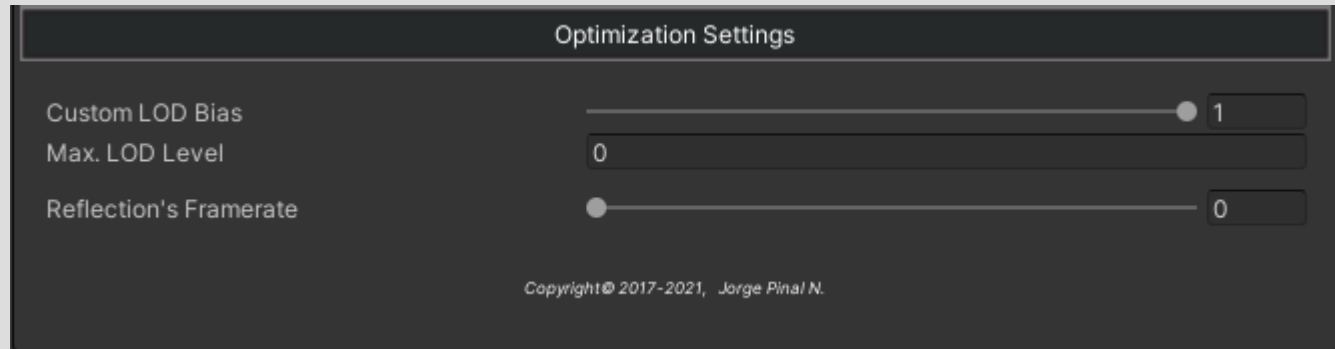 Optimization Settings
Custom LOD Bias 1
Max. LOD Level 0
Reflection's Framerate 0
Copyright© 2017-2021, Jorge Pinal N.